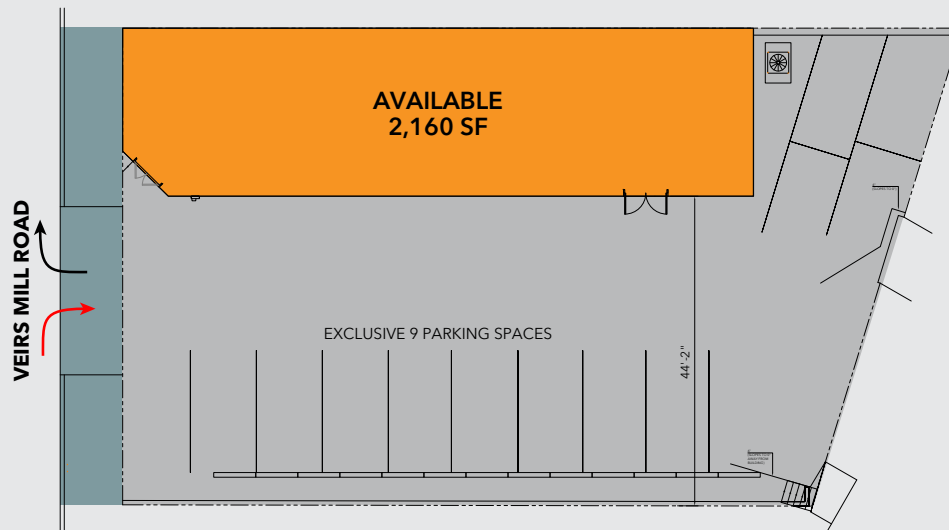 AVAILABLE
2,160 SF
VEIRS MILL ROAD
EXCLUSIVE 9 PARKING SPACES
44'-2"